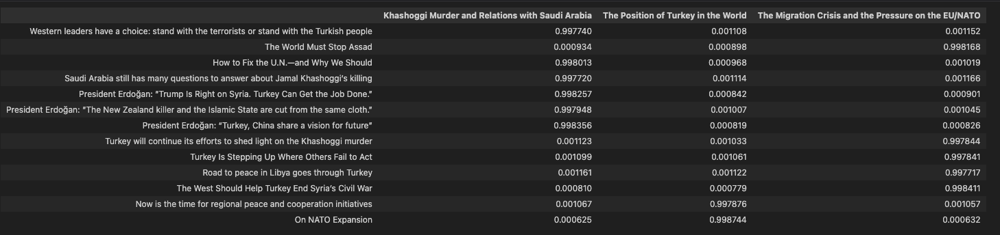 Khashoggi Murder and Relations with Saudi Arabia The Position of Turkey in the World The Migration Crisis and the Pressure on the EU/NATO
Western leaders have a choice: stand with the terrorists or stand with the Turkish people 0.997740 0.001108 0.001152
The World Must Stop Assad 0.000934 0.000898 0.998168
How to Fix the U.N.—and Why We Should 0.998013 0.000968 0.001019
Saudi Arabia still has many questions to answer about Jamal Khashoggi’s killing 0.997720 0.001114 0.001166
President Erdoğan: “Trump Is Right on Syria. Turkey Can Get the Job Done.” 0.998257 0.000842 0.000901
President Erdoğan: “The New Zealand killer and the Islamic State are cut from the same cloth.” 0.997948 0.001007 0.001045
President Erdoğan: “Turkey, China share a vision for future” 0.998356 0.000819 0.000826
Turkey will continue its efforts to shed light on the Khashoggi murder 0.001123 0.001033 0.997844
Turkey Is Stepping Up Where Others Fail to Act 0.001099 0.001061 0.997841
Road to peace in Libya goes through Turkey 0.001161 0.001122 0.997717
The West Should Help Turkey End Syria’s Civil War 0.000810 0.000779 0.998411
Now is the time for regional peace and cooperation initiatives 0.001067 0.997876 0.001057
On NATO Expansion 0.000625 0.998744 0.000632